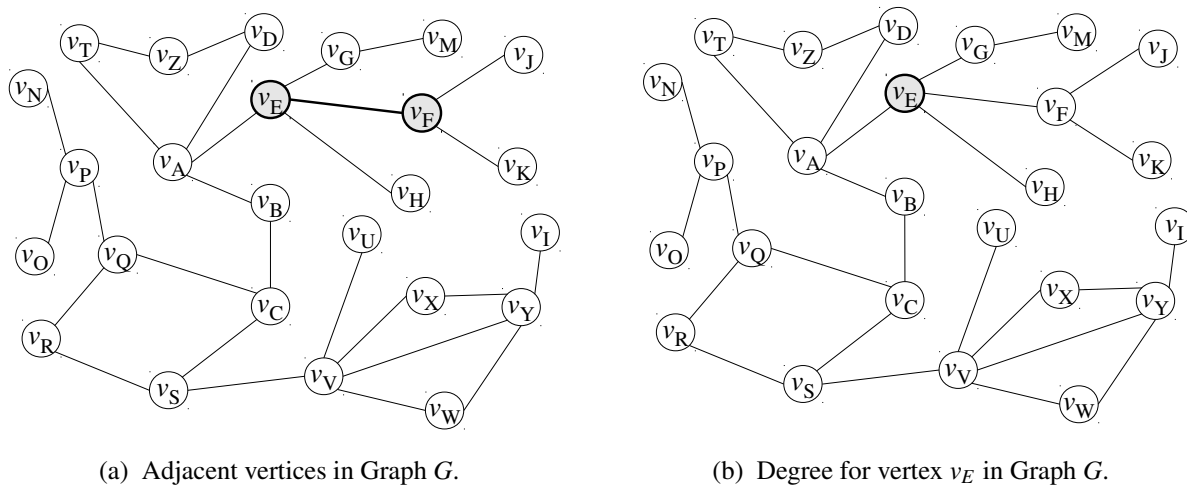 v_T
v_Z
v_D
v_G
v_M
v_J
v_N
v_E
v_F
v_P
v_A
v_K
v_H
v_B
v_O
v_Q
v_U
v_I
v_C
v_X
v_Y
v_R
v_S
v_V
v_W
(a) Adjacent vertices in Graph G.
v_T
v_Z
v_D
v_G
v_M
v_J
v_N
v_E
v_F
v_P
v_A
v_K
v_H
v_B
v_O
v_Q
v_U
v_I
v_C
v_X
v_Y
v_R
v_S
v_V
v_W
(b) Degree for vertex v_E in Graph G.